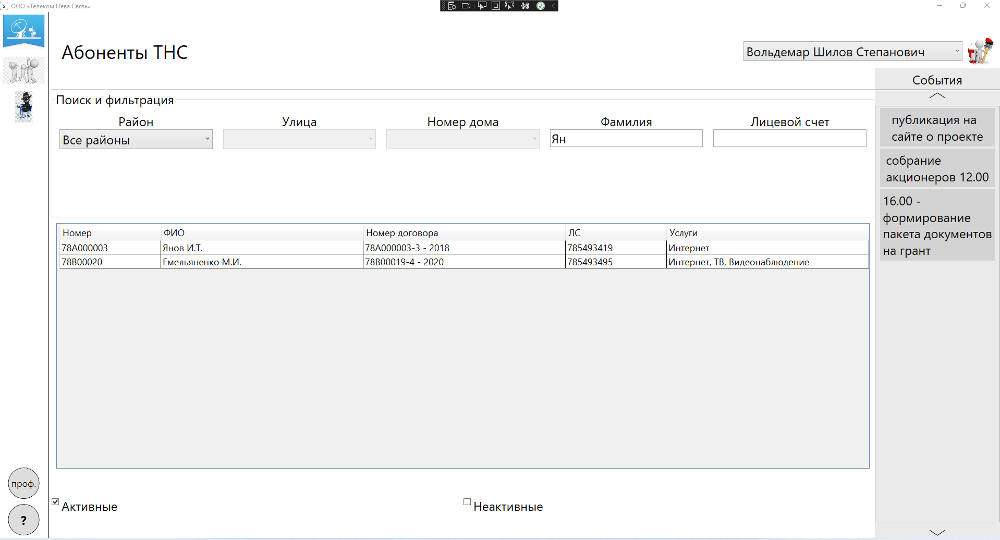 ООО «Телеком Нева Связь»
Абоненты ТНС
Вольдемар Шилов Степанович
События
Поиск и фильтрация
Район
Улица
Номер дома
Фамилия
Лицевой счет
Все районы
Ян
публикация на
сайте о проекте
собрание
акционеров 12.00
16.00 -
формирование
пакета документов
на грант
Номер ФИО Номер договора ЛС Услуги
78А000003 Янов И.Т. 78А000003-3 - 2018 785493419 Интернет
78В00020 Емельяненко М.И. 78В00019-4 - 2020 785493495 Интернет, ТВ, Видеонаблюдение
проф.
?
Активные
Неактивные